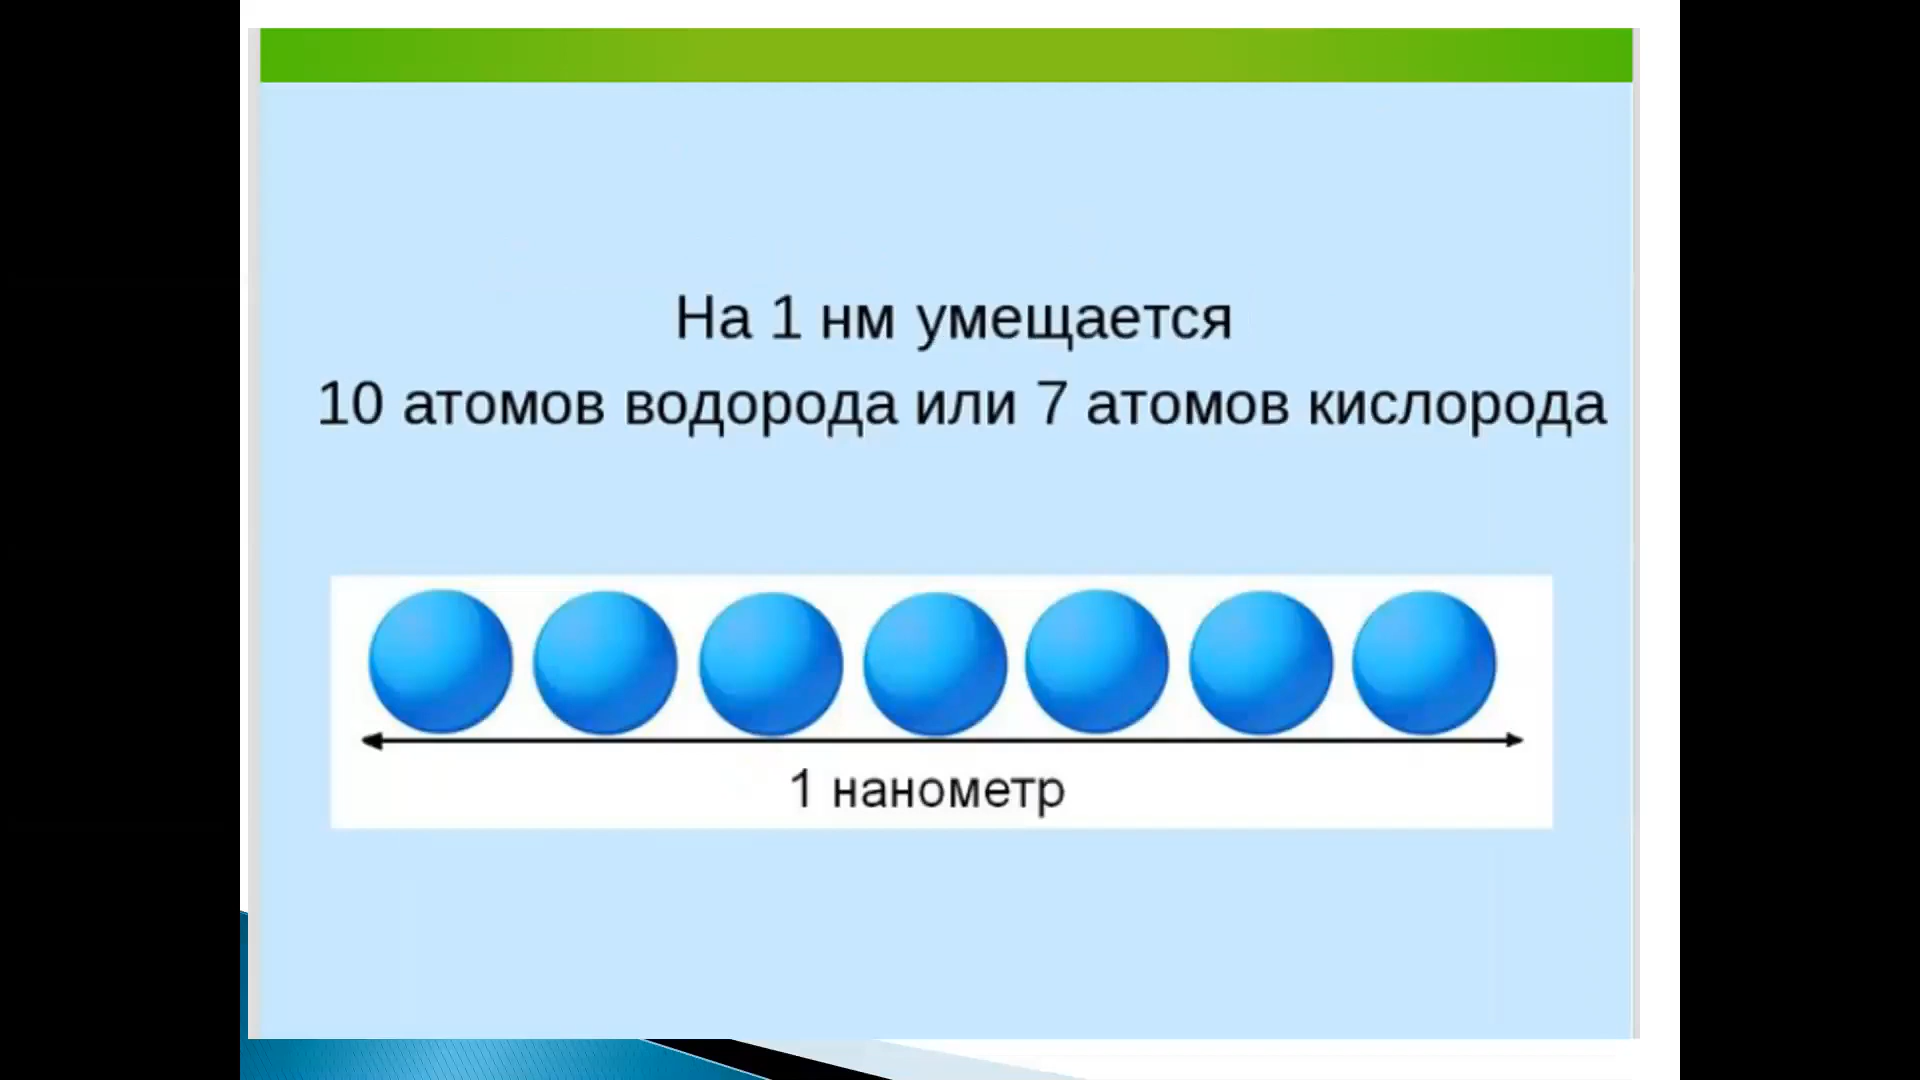 На 1 нм умещается
10 атомов водорода или 7 атомов кислорода
1 нанометр